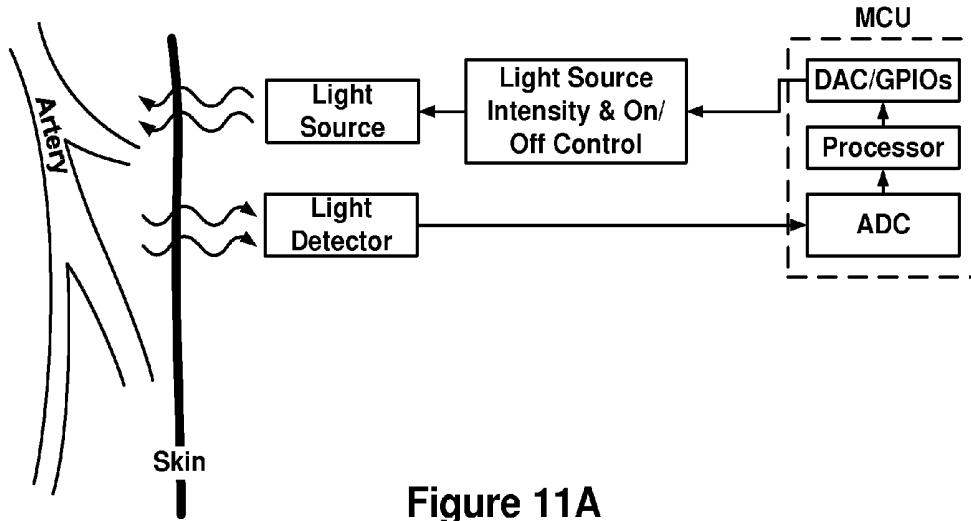 MCU
Artery
Light
Source
Light Source
Intensity & On/
Off Control
DAC/GPIOs
Processor
Light
Detector
ADC
Skin
Figure 11A